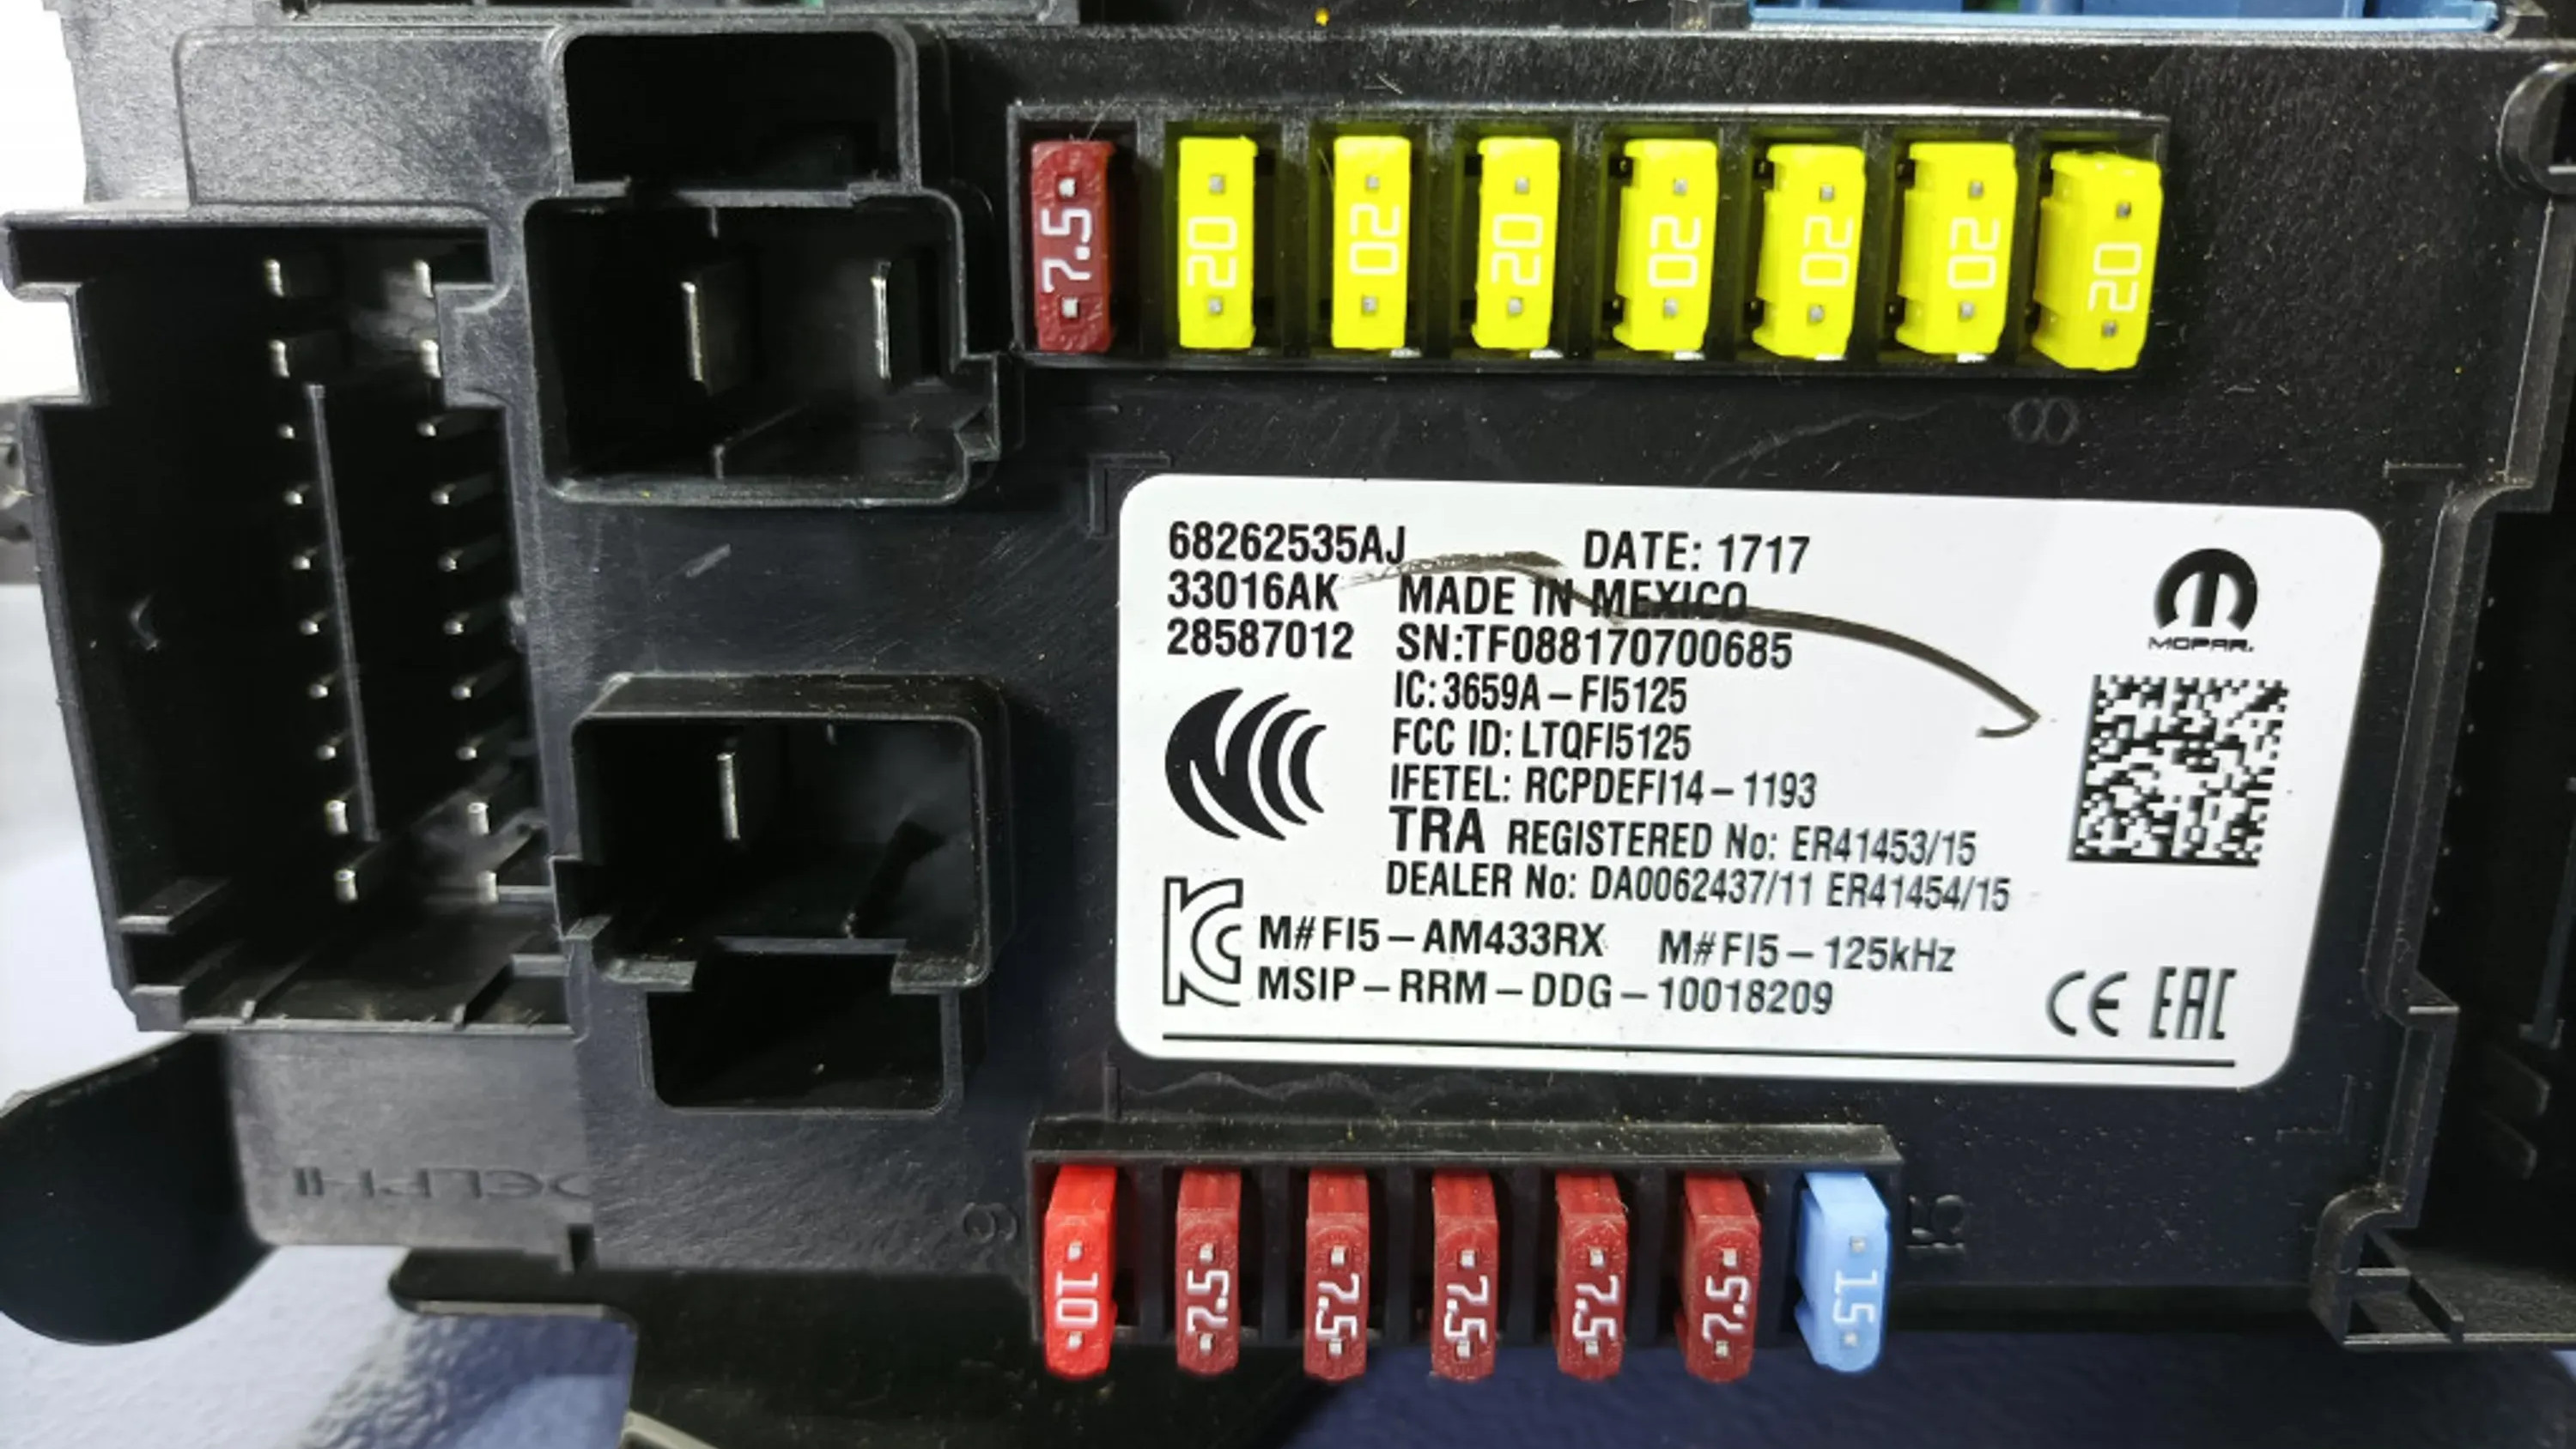 7.5 20 20 20 20 20 20 20
8
68262535AJ DATE: 1717
33016AK MADE IN MEXICO
28587012 SN:TF088170700685
MOPAR.
IC: 3659A – FI5125
FCC ID: LTQFI5125
IFETEL: RCPDEFI14 – 1193
TRA REGISTERED No: ER41453/15
DEALER No: DA0062437/11 ER41454/15
M# FI5 – AM433RX M# FI5 – 125kHz
MSIP – RRM – DDG – 10018209
CE EAC
DELPHI
10 7.5 7.5 7.5 7.5 7.5 15
15